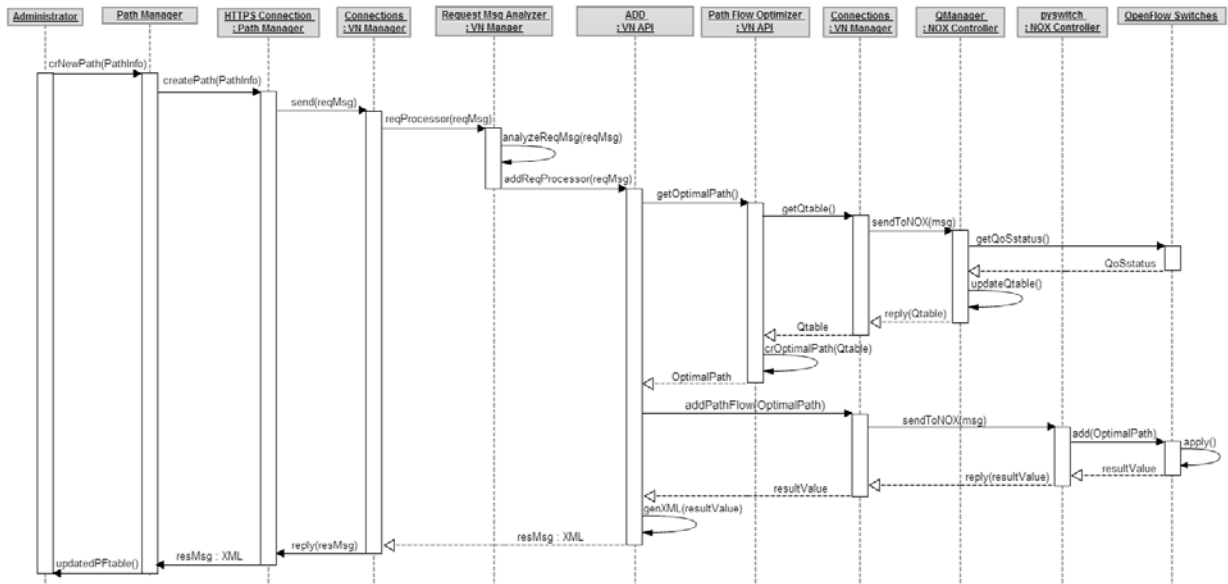 Administrator
Path Manager
HTTPS Connection
: Path Manager
Connections
: VN Manager
Request Msg Analyzer
: VN Manaer
ADD
: VN API
Path Flow Optimizer
: VN API
Connections
: VN Manager
QManager
: NOX Controller
pyswitch
: NOX Controller
OpenFlow Switches
crNewPath(PathInfo)
createPath(PathInfo)
send(reqMsg)
reqProcessor(reqMsg)
analyzeReqMsg(reqMsg)
addReqProcessor(reqMsg)
getOptimalPath()
getQtable()
sendToNOX(msg)
getQoSstatus()
QoSstatus
updateQtable()
reply(Qtable)
Qtable
crOptimalPath(Qtable)
OptimalPath
addPathFlow(OptimalPath)
sendToNOX(msg)
add(OptimalPath)
apply()
resultValue
reply(resultValue)
resultValue
genXML(resultValue)
resMsg : XML
reply(resMsg)
resMsg : XML
updatedPFtable()